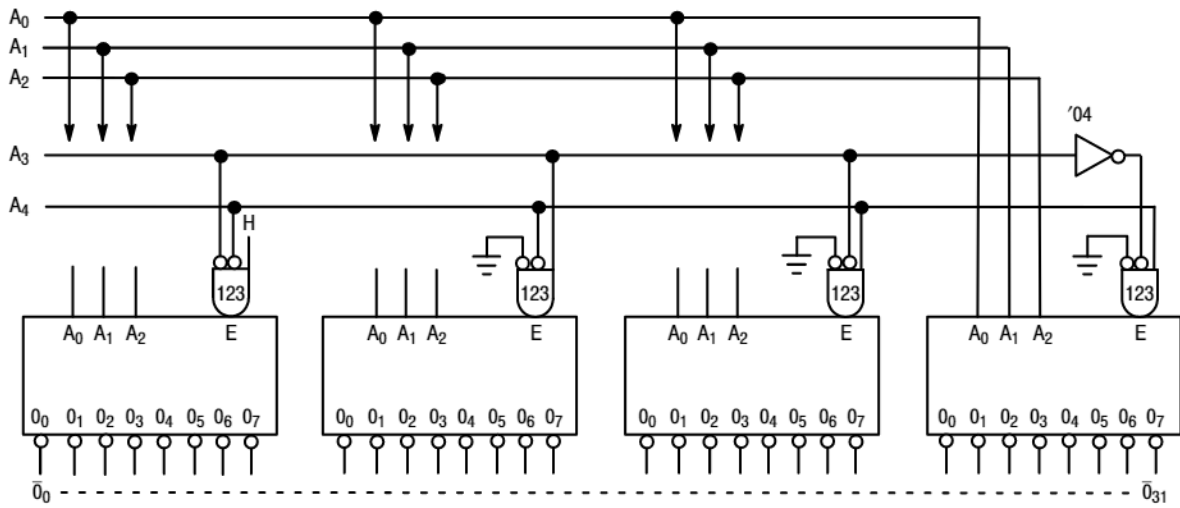 A₀
A₁
A₂
'04
A₃
A₄
H
123 123 123 123
A₀ A₁ A₂ E A₀ A₁ A₂ E A₀ A₁ A₂ E A₀ A₁ A₂ E
0₀ 0₁ 0₂ 0₃ 0₄ 0₅ 0₆ 0₇ 0₀ 0₁ 0₂ 0₃ 0₄ 0₅ 0₆ 0₇ 0₀ 0₁ 0₂ 0₃ 0₄ 0₅ 0₆ 0₇ 0₀ 0₁ 0₂ 0₃ 0₄ 0₅ 0₆ 0₇
0̅₀ 0̅₃₁